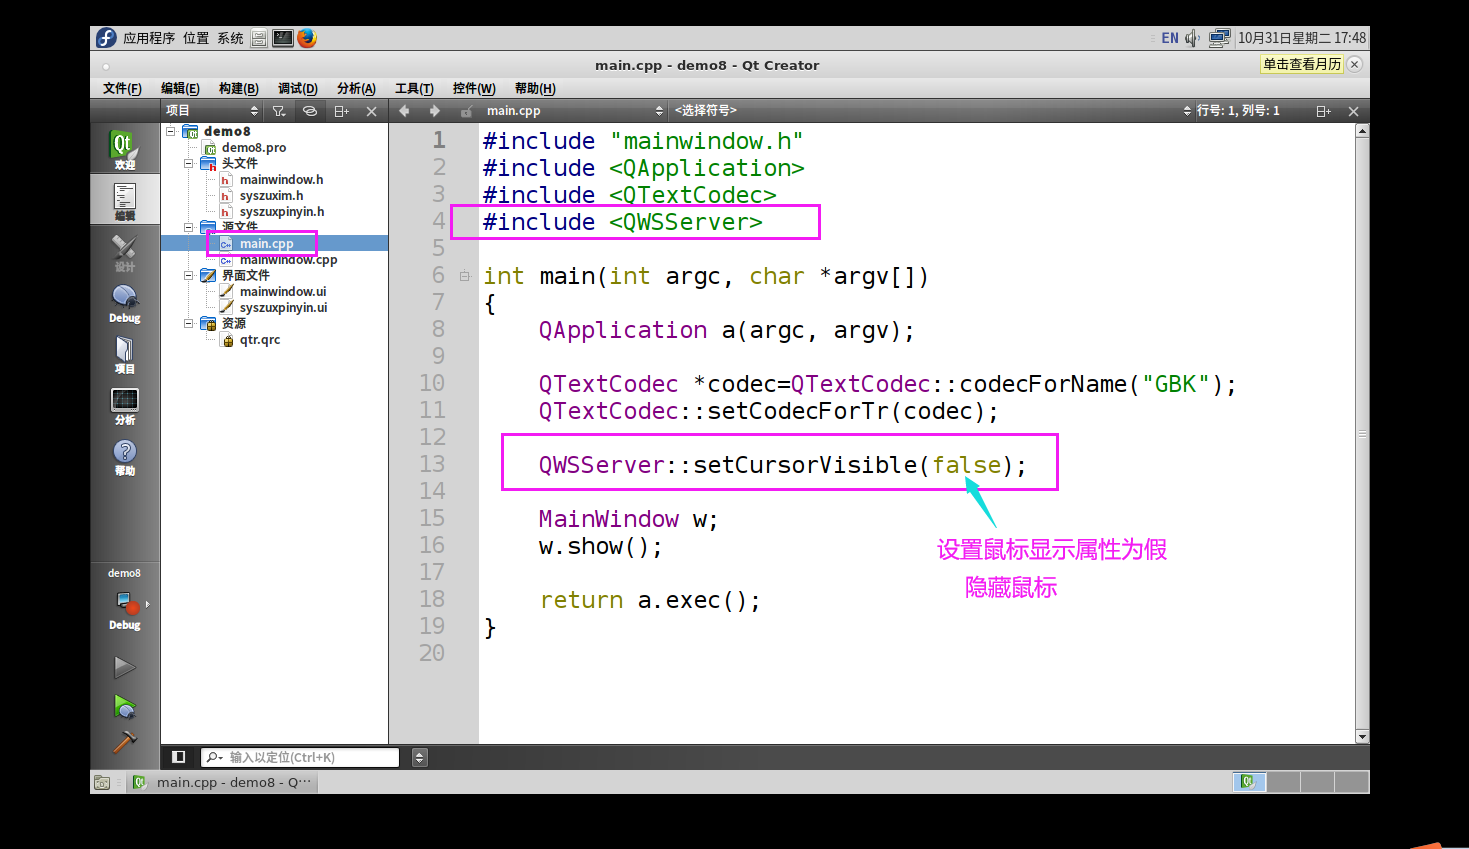 应用程序 位置 系统
EN 10月31日星期二 17:48
main.cpp - demo8 - Qt Creator
单击查看月历
文件(F) 编辑(E) 构建(B) 调试(D) 分析(A) 工具(T) 控件(W) 帮助(H)
项目
main.cpp
<选择符号>
行号: 1, 列号: 1
欢迎
编辑
设计
Debug
项目
分析
帮助
demo8
Debug
demo8
demo8.pro
头文件
mainwindow.h
syszuxim.h
syszuxpinyin.h
源文件
main.cpp
mainwindow.cpp
界面文件
mainwindow.ui
syszuxpinyin.ui
资源
qtr.qrc
1 #include "mainwindow.h"
2 #include <QApplication>
3 #include <QTextCodec>
4 #include <QWSServer>
5
6 int main(int argc, char *argv[])
7 {
8 QApplication a(argc, argv);
9
10 QTextCodec *codec=QTextCodec::codecForName("GBK");
11 QTextCodec::setCodecForTr(codec);
12
13 QWSServer::setCursorVisible(false);
14
15 MainWindow w;
16 w.show();
17
18 return a.exec();
19 }
20
设置鼠标显示属性为假
隐藏鼠标
输入以定位(Ctrl+K)
main.cpp - demo8 - Q···